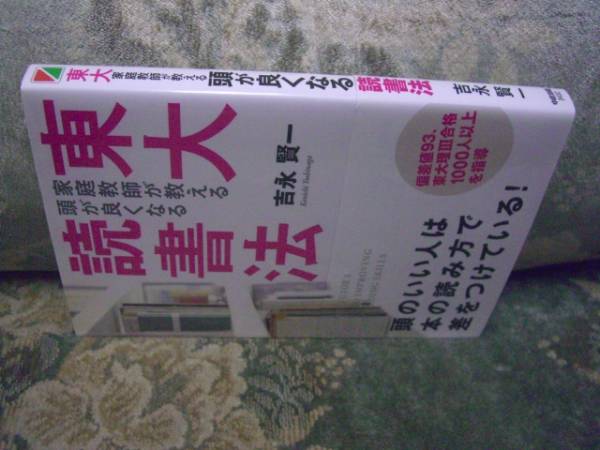 東大家庭教師が教える頭が良くなる読書法 吉永賢一
東大
家庭教師が教える
頭が良くなる
読書法
吉永賢一
偏差値93、
東大理Ⅲ合格
1000人以上
を指導
頭のいい人は
本の読み方で
差をつけている!